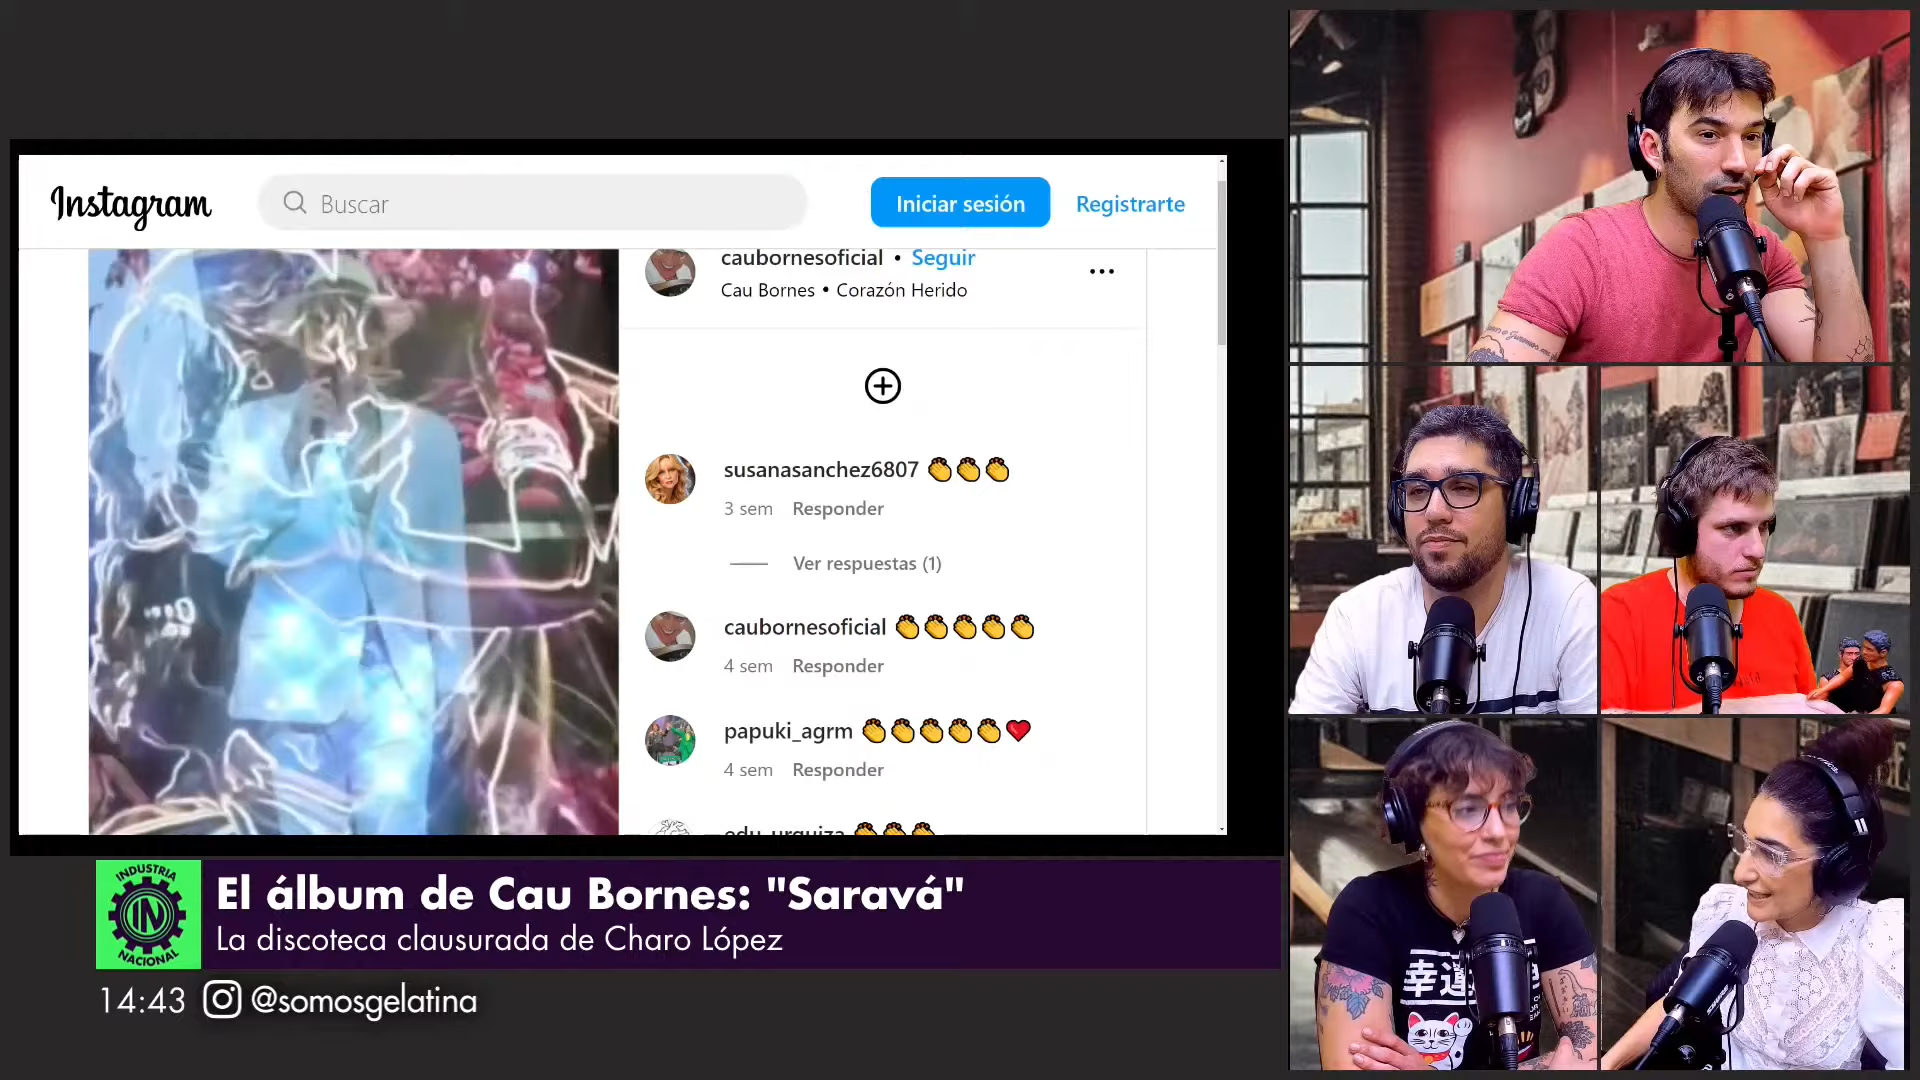 Instagram
Buscar
Iniciar sesión
Registrarte
caubornesoficial • Seguir
Cau Bornes • Corazón Herido
susanasanchez6807 👏👏👏
3 sem Responder
Ver respuestas (1)
caubornesoficial 👏👏👏👏👏
4 sem Responder
papuki_agrm 👏👏👏👏👏❤️
4 sem Responder
edu_urquiza 👏👏👏
INDUSTRIA
IN
NACIONAL
El álbum de Cau Bornes: "Saravá"
La discoteca clausurada de Charo López
14:43 @somosgelatina